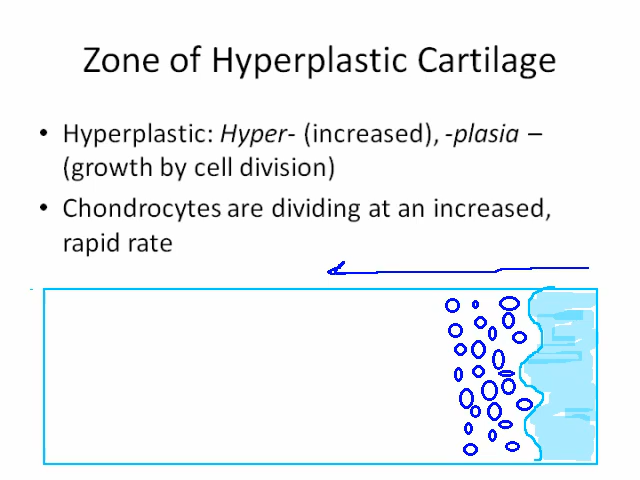 Zone of Hyperplastic Cartilage
• Hyperplastic: Hyper- (increased), -plasia –
(growth by cell division)
• Chondrocytes are dividing at an increased,
rapid rate